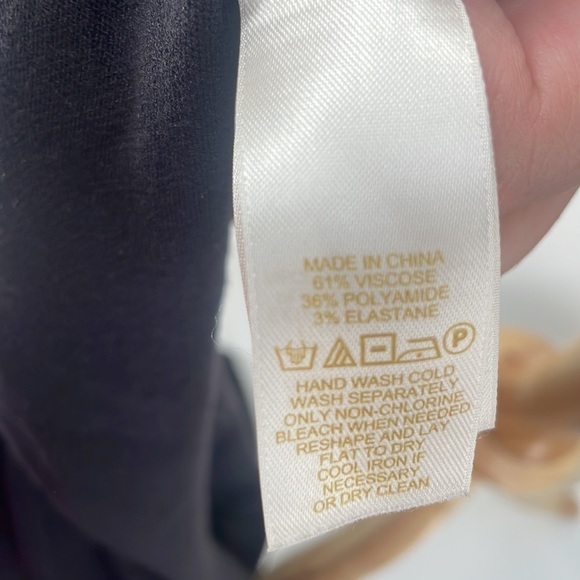 MADE IN CHINA
61% VISCOSE
36% POLYAMIDE
3% ELASTANE
P
HAND WASH COLD
WASH SEPARATELY
ONLY NON-CHLORINE
BLEACH WHEN NEEDED
RESHAPE AND LAY
FLAT TO DRY
COOL IRON IF
NECESSARY
OR DRY CLEAN